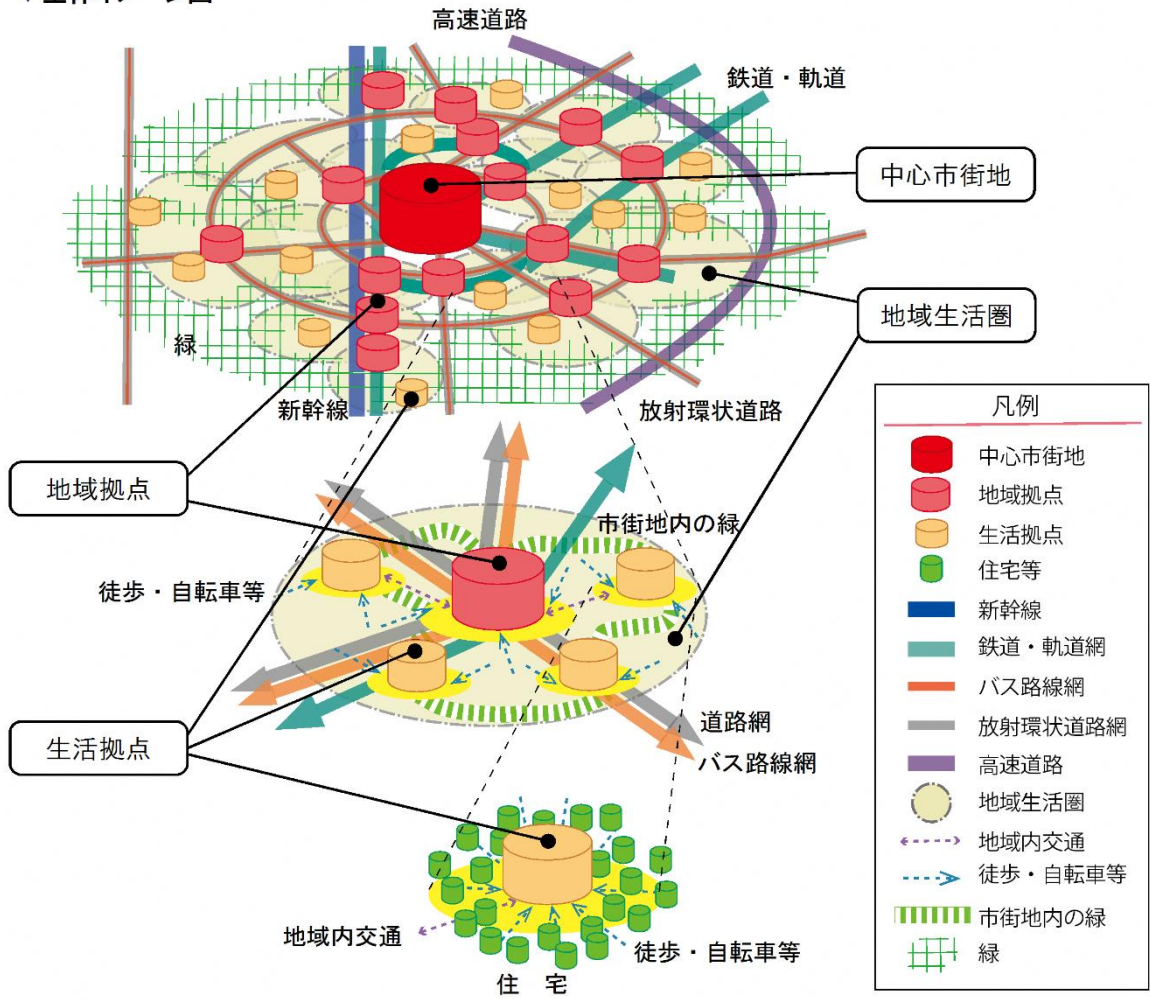 高速道路
鉄道・軌道
中心市街地
地域生活圏
緑
新幹線
放射環状道路
地域拠点
市街地内の緑
徒歩・自転車等
生活拠点
道路網
バス路線網
地域内交通
徒歩・自転車等
住 宅
凡例
中心市街地
地域拠点
生活拠点
住宅等
新幹線
鉄道・軌道網
バス路線網
放射環状道路網
高速道路
地域生活圏
地域内交通
徒歩・自転車等
市街地内の緑
緑